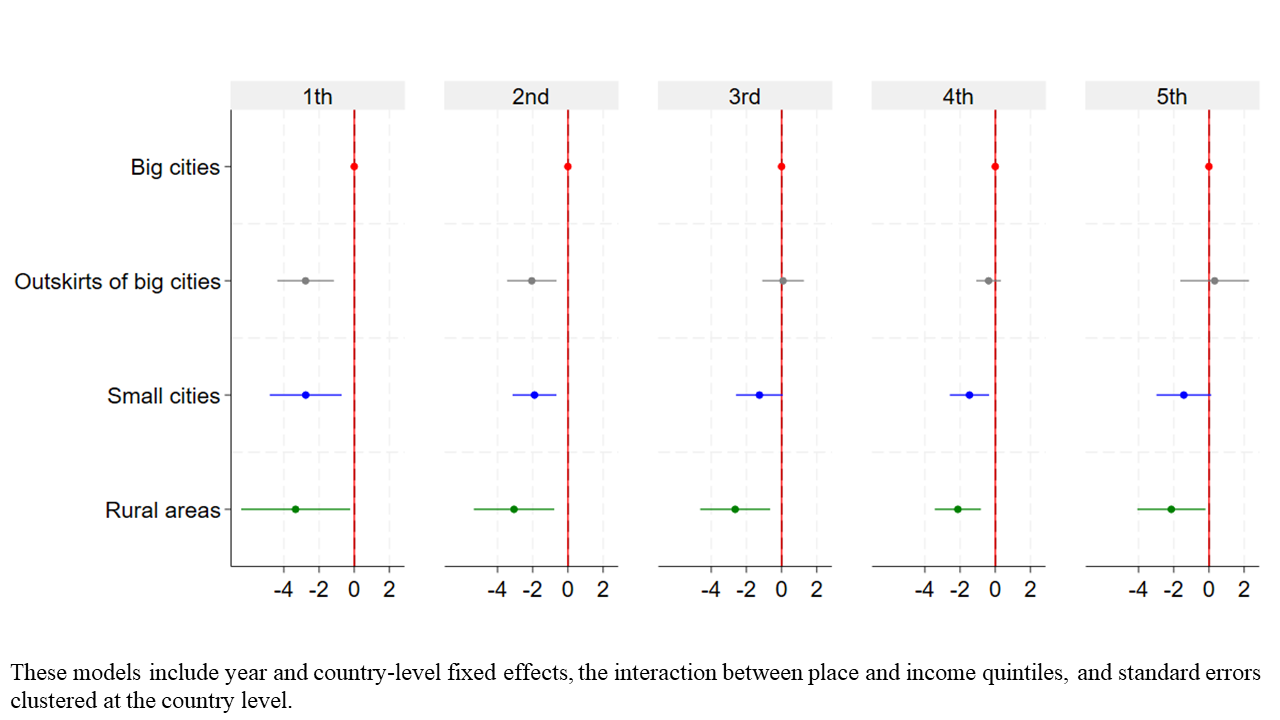 1th 2nd 3rd 4th 5th
Big cities
Outskirts of big cities
Small cities
Rural areas
-4 -2 0 2 -4 -2 0 2 -4 -2 0 2 -4 -2 0 2 -4 -2 0 2
These models include year and country-level fixed effects, the interaction between place and income quintiles, and standard errors
clustered at the country level.